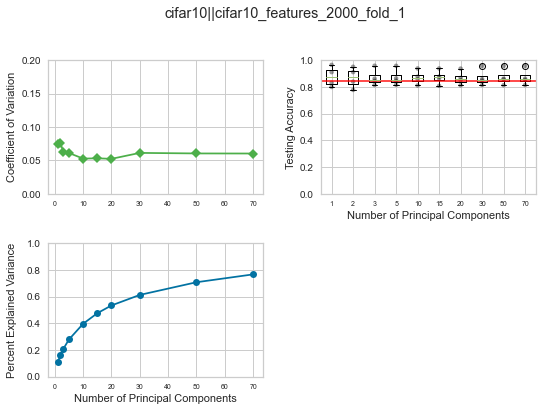 cifar10||cifar10_features_2000_fold_1
Coefficient of Variation
0.20
0.15
0.10
0.05
0.00
0 10 20 30 40 50 60 70
Testing Accuracy
1.0
0.8
0.6
0.4
0.2
0.0
1 2 3 5 10 15 20 30 50 70
Number of Principal Components
Percent Explained Variance
1.0
0.8
0.6
0.4
0.2
0.0
0 10 20 30 40 50 60 70
Number of Principal Components